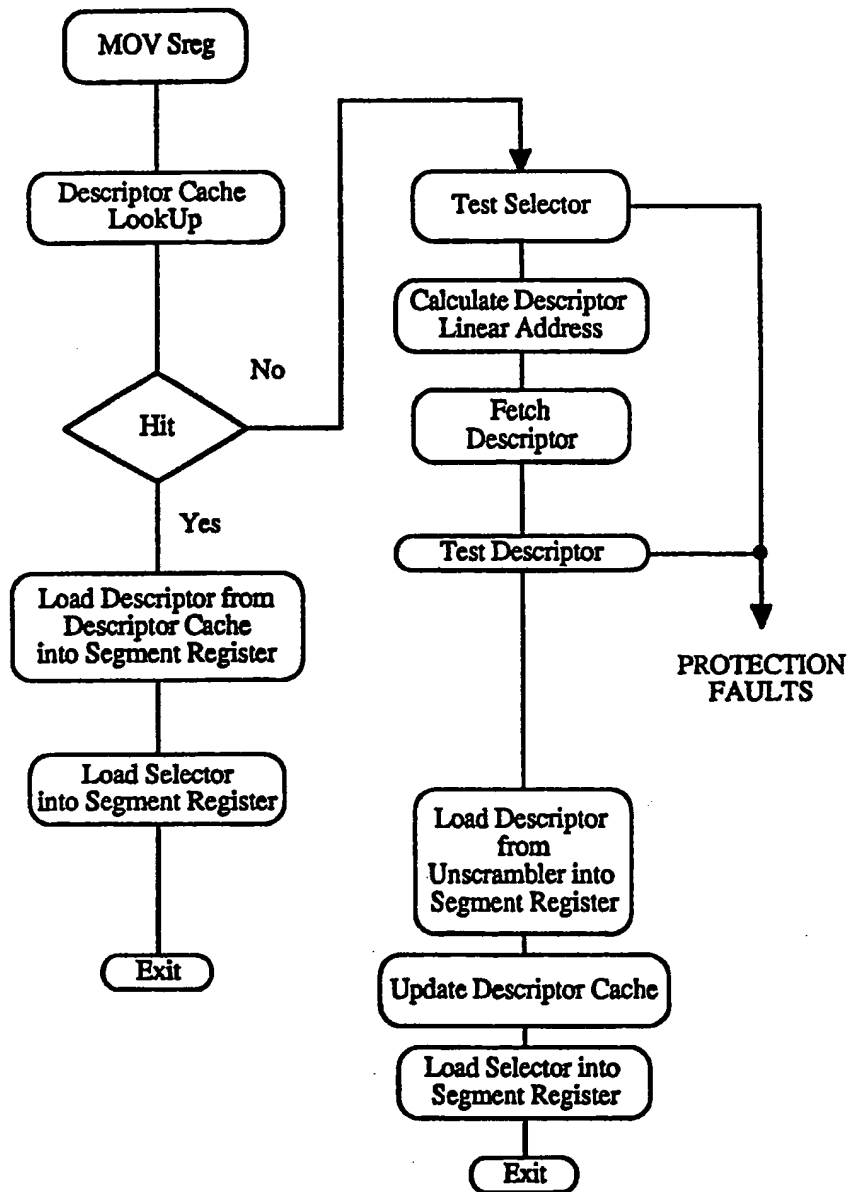 MOV Sreg
Descriptor Cache
LookUp
Hit
No
Yes
Load Descriptor from
Descriptor Cache
into Segment Register
Load Selector
into Segment Register
Exit
Test Selector
Calculate Descriptor
Linear Address
Fetch
Descriptor
Test Descriptor
PROTECTION
FAULTS
Load Descriptor
from
Unscrambler into
Segment Register
Update Descriptor Cache
Load Selector into
Segment Register
Exit